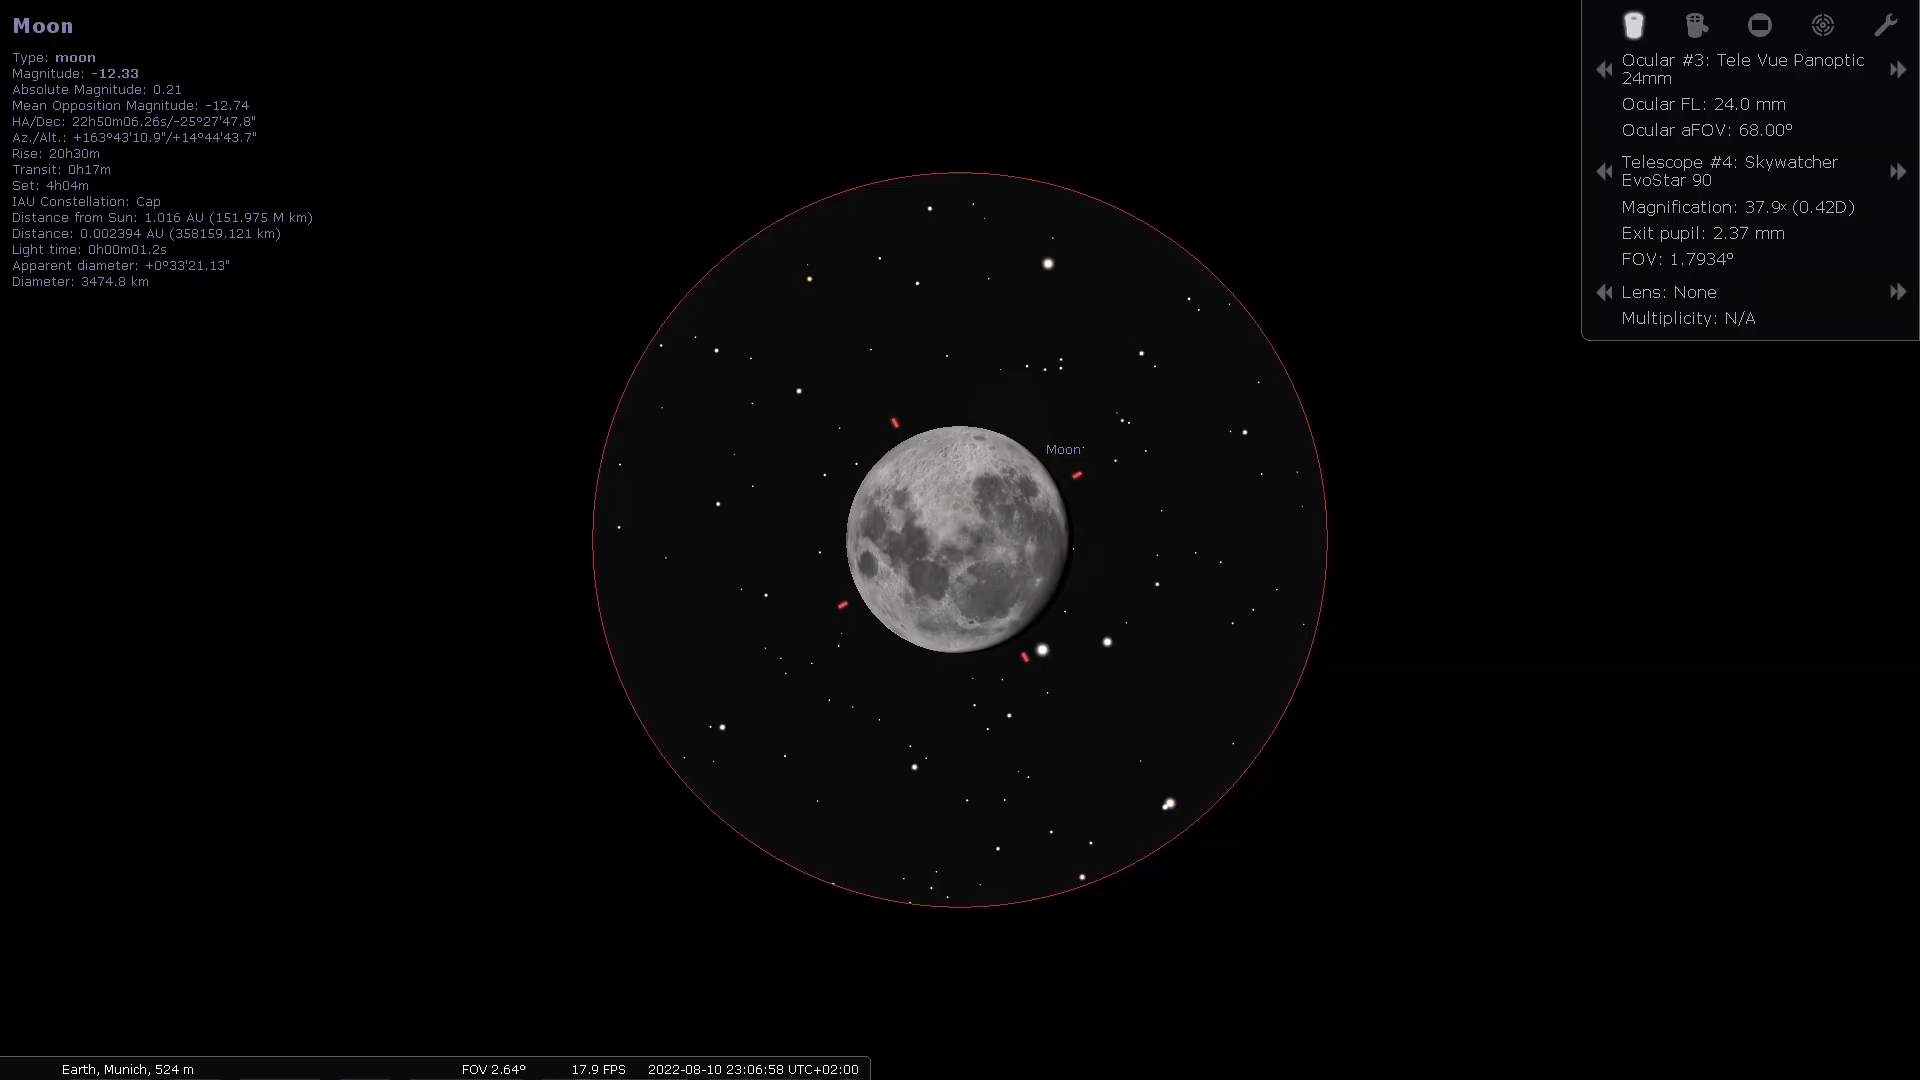 Moon
Type: moon
Magnitude: -12.33
Absolute Magnitude: 0.21
Mean Opposition Magnitude: -12.74
HA/Dec: 22h50m06.26s/-25°27'47.8"
Az./Alt.: +163°43'10.9"/+14°44'43.7"
Rise: 20h30m
Transit: 0h17m
Set: 4h04m
IAU Constellation: Cap
Distance from Sun: 1.016 AU (151.975 M km)
Distance: 0.002394 AU (358159.121 km)
Light time: 0h00m01.2s
Apparent diameter: +0°33'21.13"
Diameter: 3474.8 km
Ocular #3: Tele Vue Panoptic
24mm
Ocular FL: 24.0 mm
Ocular aFOV: 68.00°
Telescope #4: Skywatcher
EvoStar 90
Magnification: 37.9× (0.42D)
Exit pupil: 2.37 mm
FOV: 1.7934°
Lens: None
Multiplicity: N/A
Moon
Earth, Munich, 524 m
FOV 2.64°
17.9 FPS
2022-08-10 23:06:58 UTC+02:00